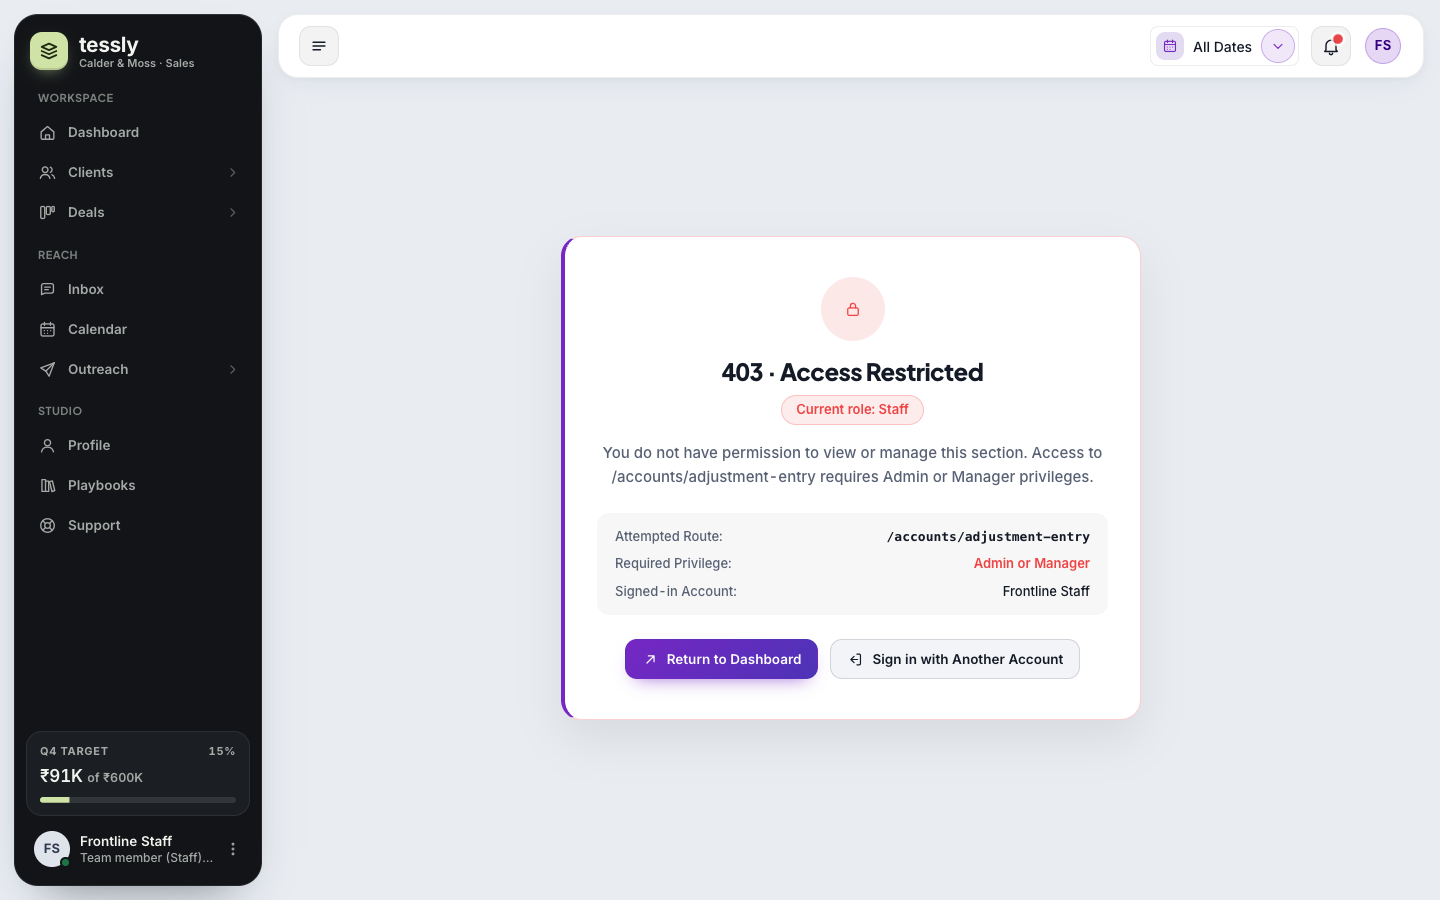 tessly
Calder & Moss · Sales
WORKSPACE
Dashboard
Clients
Deals
REACH
Inbox
Calendar
Outreach
STUDIO
Profile
Playbooks
Support
Q4 TARGET 15%
₹91K of ₹600K
FS
Frontline Staff
Team member (Staff)...
All Dates
FS
403 · Access Restricted
Current role: Staff
You do not have permission to view or manage this section. Access to
/accounts/adjustment-entry requires Admin or Manager privileges.
Attempted Route: /accounts/adjustment-entry
Required Privilege: Admin or Manager
Signed-in Account: Frontline Staff
Return to Dashboard
Sign in with Another Account